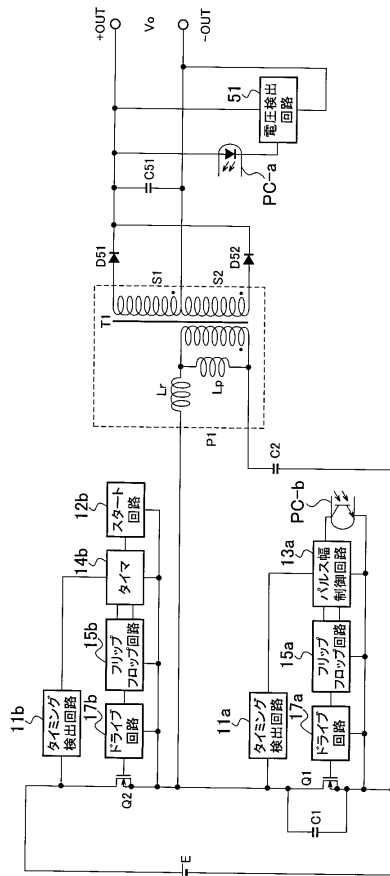 E
11b
タイミング
検出回路
17b
ドライブ
回路
Q2
15b
フリップ
フロップ回路
14b
タイマ
12b
スタート
回路
11a
タイミング
検出回路
17a
ドライブ
回路
Q1
C1
15a
フリップ
フロップ回路
13a
パルス幅
制御回路
PC-b
C2
P1
Lr
Lp
T1
S1
S2
D51
D52
C51
PC-a
51
電圧検出
回路
+OUT
Vo
-OUT